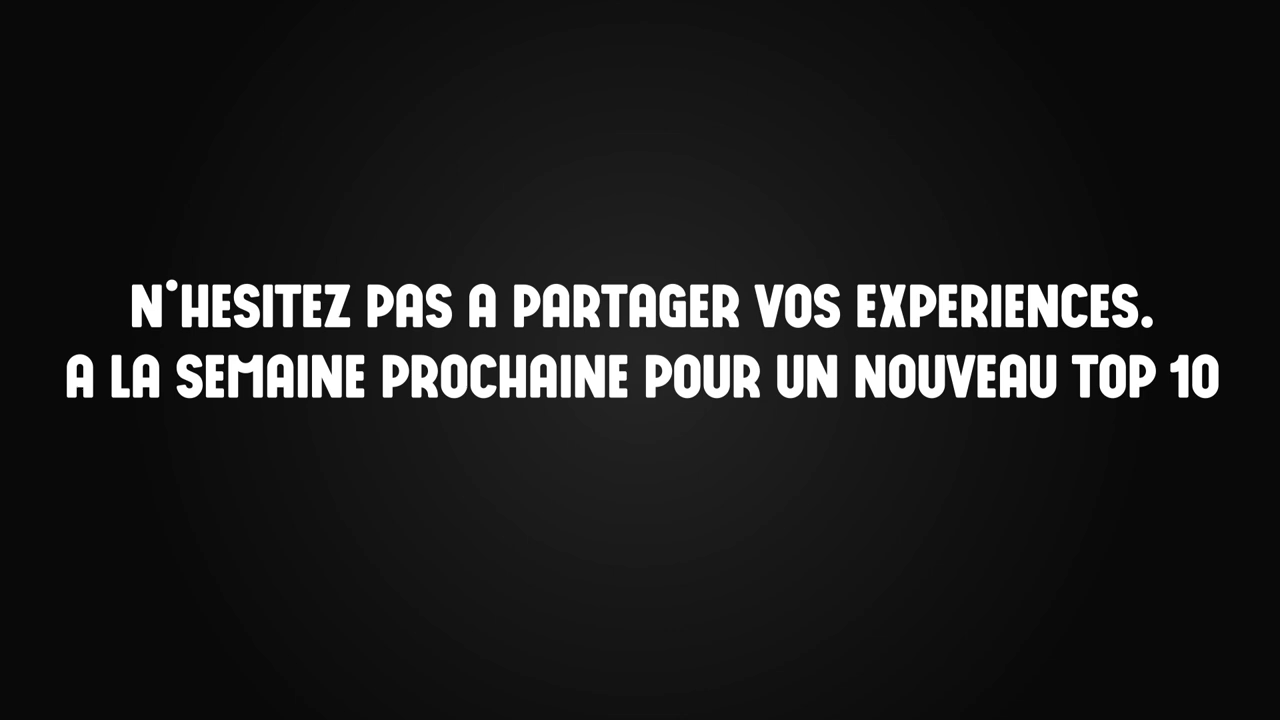 N'HESITEZ PAS A PARTAGER VOS EXPERIENCES.
A LA SEMAINE PROCHAINE POUR UN NOUVEAU TOP 10